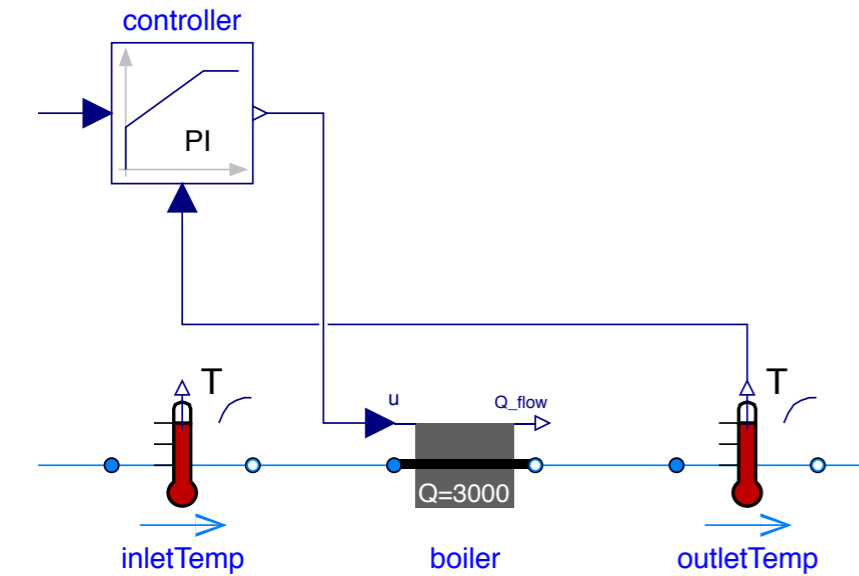 controller
PI
T
T
u
Q_flow
Q=3000
inletTemp
boiler
outletTemp